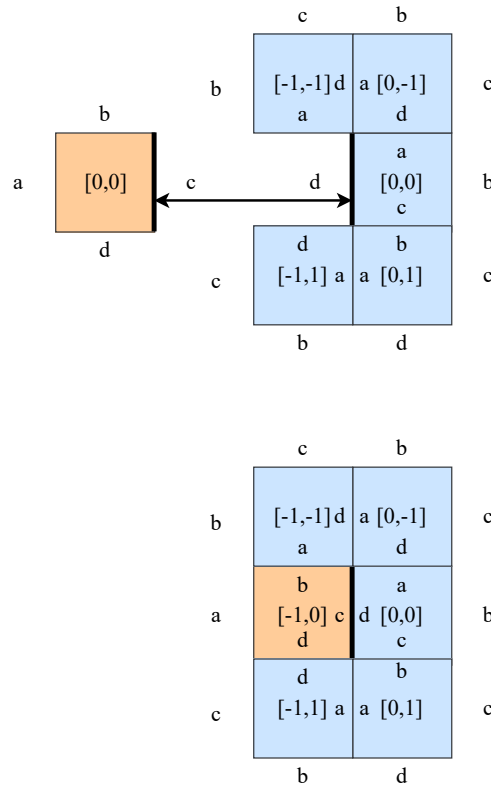 c b
b [-1,-1] d a [0,-1] c
a d
b
a [0,0] c d a
[0,0] b
c
d
d b
c [-1,1] a a [0,1] c
b d
c b
b [-1,-1] d a [0,-1] c
a d
b a
a [-1,0] c d [0,0] b
d c
d b
c [-1,1] a a [0,1] c
b d